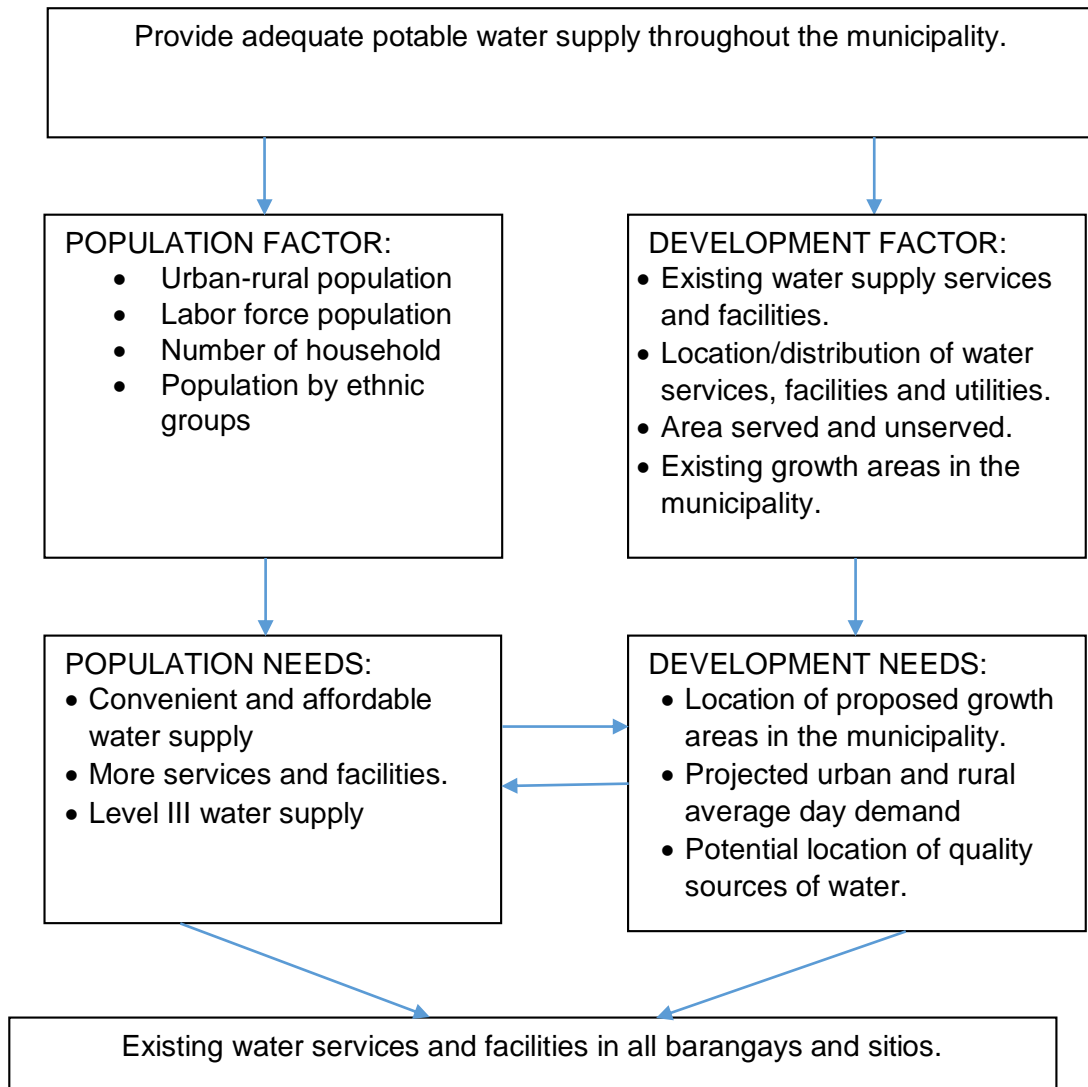 Provide adequate potable water supply throughout the municipality.
POPULATION FACTOR:
• Urban-rural population
• Labor force population
• Number of household
• Population by ethnic
groups
DEVELOPMENT FACTOR:
• Existing water supply services
and facilities.
• Location/distribution of water
services, facilities and utilities.
• Area served and unserved.
• Existing growth areas in the
municipality.
POPULATION NEEDS:
• Convenient and affordable
water supply
• More services and facilities.
• Level III water supply
DEVELOPMENT NEEDS:
• Location of proposed growth
areas in the municipality.
• Projected urban and rural
average day demand
• Potential location of quality
sources of water.
Existing water services and facilities in all barangays and sitios.